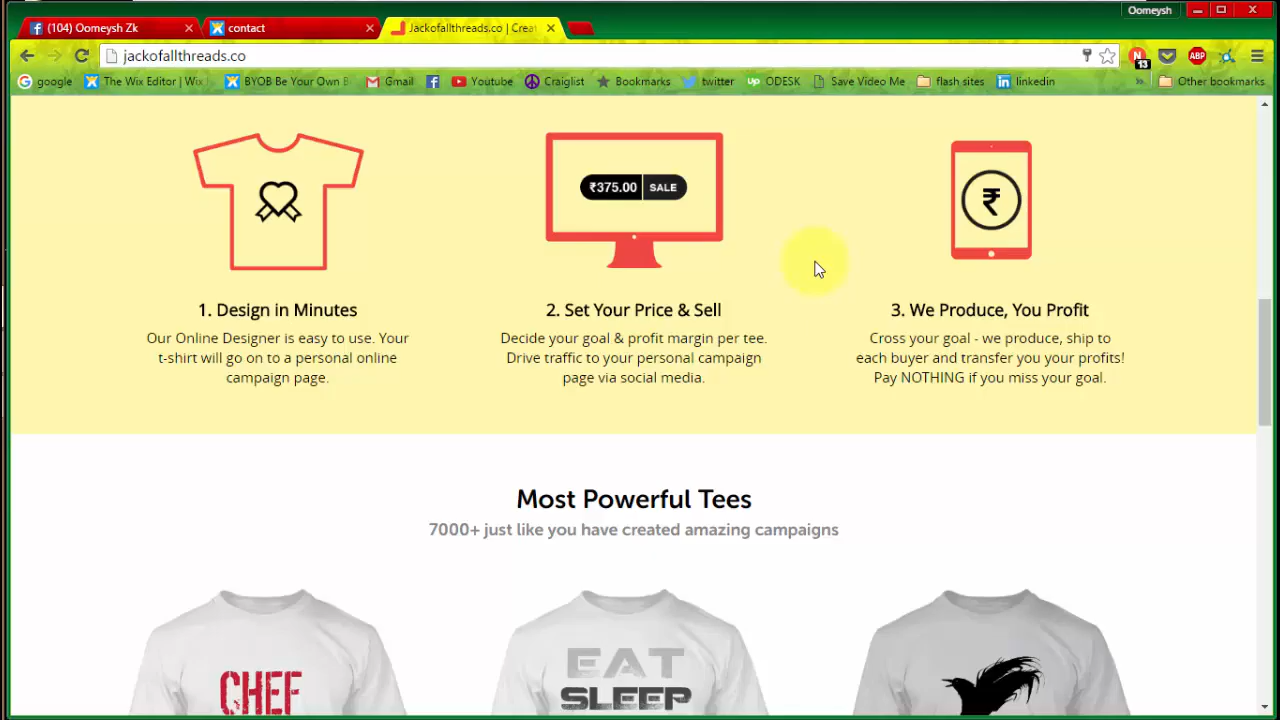 Oomeysh
(104) Oomeysh Zk
contact
Jackofallthreads.co | Crea
jackofallthreads.co
N
13
ABP
google
The Wix Editor | Wix
BYOB Be Your Own B
Gmail
Youtube
Craiglist
Bookmarks
twitter
ODESK
Save Video Me
flash sites
linkedin
»
Other bookmarks
₹375.00 SALE
₹
1. Design in Minutes
Our Online Designer is easy to use. Your
t-shirt will go on to a personal online
campaign page.
2. Set Your Price & Sell
Decide your goal & profit margin per tee.
Drive traffic to your personal campaign
page via social media.
3. We Produce, You Profit
Cross your goal - we produce, ship to
each buyer and transfer you your profits!
Pay NOTHING if you miss your goal.
Most Powerful Tees
7000+ just like you have created amazing campaigns
CHEF
EAT
SLEEP